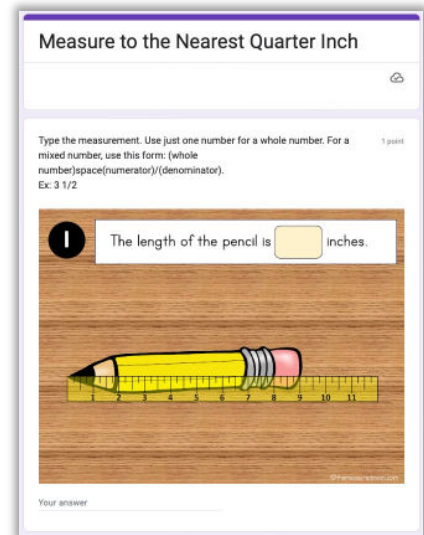 Measure to the Nearest Quarter Inch
Type the measurement. Use just one number for a whole number. For a
1 point
mixed number, use this form: (whole
number)space(numerator)/(denominator).
Ex: 3 1/2
1
The length of the pencil is inches.
1 2 3 4 5 6 7 8 9 10 11
Your answer